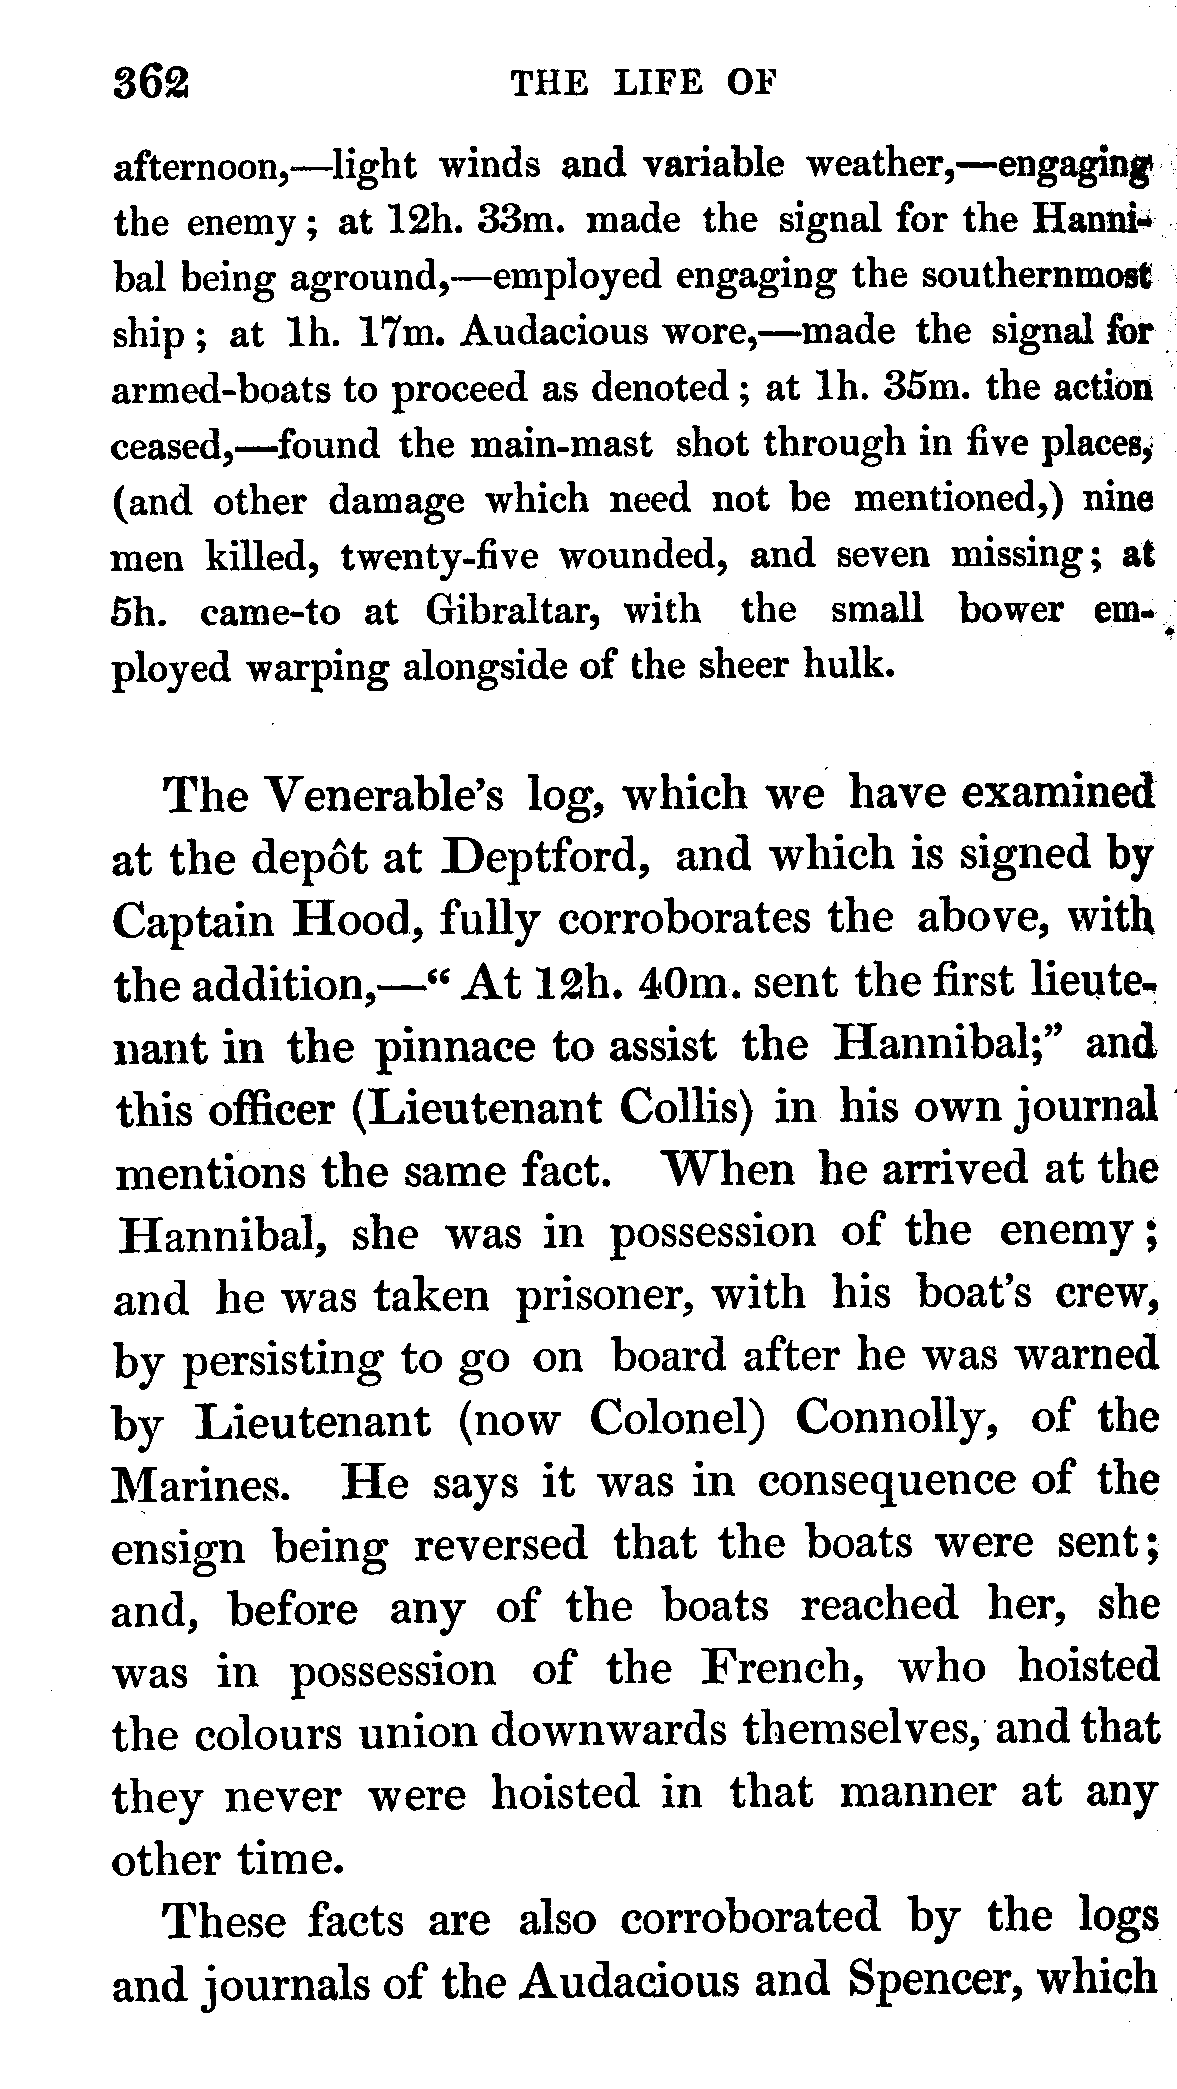 362 THE LIFE OF
afternoon,—light winds and variable weather,—engaging
the enemy; at 12h. 33m. made the signal for the Hanni-
bal being aground,—employed engaging the southernmost
ship; at 1h. 17m. Audacious wore,—made the signal for
armed-boats to proceed as denoted; at 1h. 35m. the action
ceased,—found the main-mast shot through in five places,
(and other damage which need not be mentioned,) nine
men killed, twenty-five wounded, and seven missing; at
5h. came-to at Gibraltar, with the small bower em-
ployed warping alongside of the sheer hulk.
The Venerable's log, which we have examined
at the depôt at Deptford, and which is signed by
Captain Hood, fully corroborates the above, with
the addition,—“ At 12h. 40m. sent the first lieute-
nant in the pinnace to assist the Hannibal;” and
this officer (Lieutenant Collis) in his own journal
mentions the same fact. When he arrived at the
Hannibal, she was in possession of the enemy;
and he was taken prisoner, with his boat's crew,
by persisting to go on board after he was warned
by Lieutenant (now Colonel) Connolly, of the
Marines. He says it was in consequence of the
ensign being reversed that the boats were sent;
and, before any of the boats reached her, she
was in possession of the French, who hoisted
the colours union downwards themselves, and that
they never were hoisted in that manner at any
other time.
These facts are also corroborated by the logs
and journals of the Audacious and Spencer, which